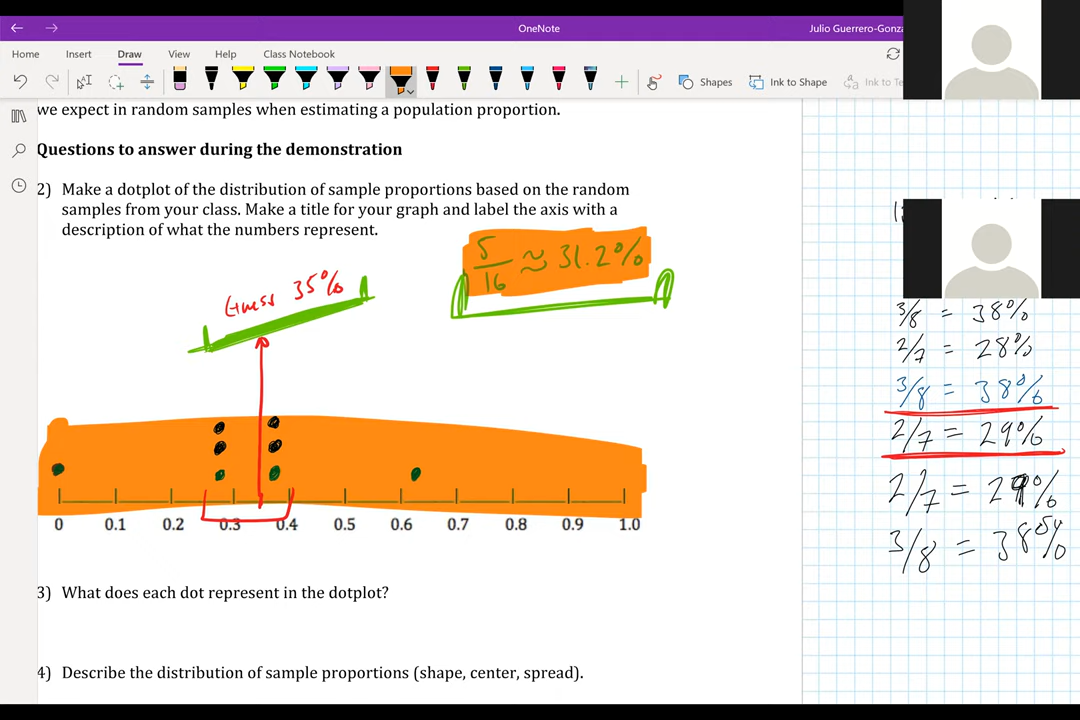 OneNote
Julio Guerrero-Gonza
Home Insert Draw View Help Class Notebook
Shapes Ink to Shape Ink to Te
we expect in random samples when estimating a population proportion.
Questions to answer during the demonstration
2) Make a dotplot of the distribution of sample proportions based on the random
samples from your class. Make a title for your graph and label the axis with a
description of what the numbers represent.
5/16 ≈ 31.2%
Guess 35%
0 0.1 0.2 0.3 0.4 0.5 0.6 0.7 0.8 0.9 1.0
3) What does each dot represent in the dotplot?
4) Describe the distribution of sample proportions (shape, center, spread).
3/8 = 38%
2/7 = 28%
3/8 = 38%
2/7 = 29%
2/7 = 29%
3/8 = 38%